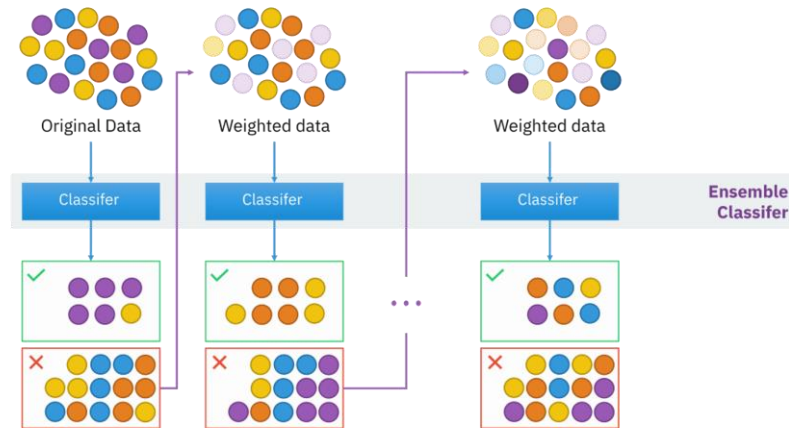 Original Data
Weighted data
Weighted data
Classifer
Classifer
Classifer
Ensemble
Classifer